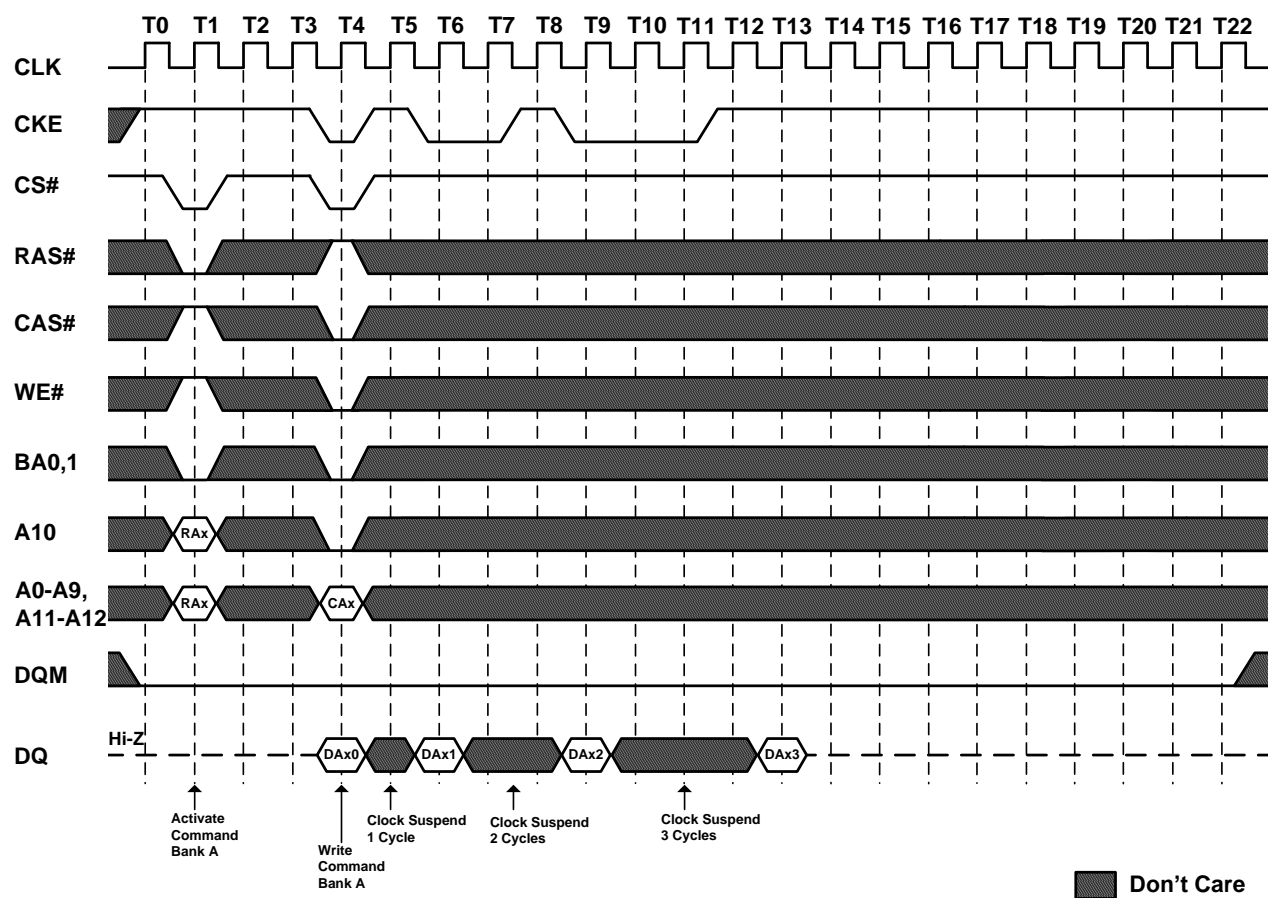 T0 T1 T2 T3 T4 T5 T6 T7 T8 T9 T10 T11 T12 T13 T14 T15 T16 T17 T18 T19 T20 T21 T22
CLK
CKE
CS#
RAS#
CAS#
WE#
BA0,1
A10
RAx
A0-A9,
A11-A12
RAx
CAx
DQM
DQ
Hi-Z
DAx0
DAx1
DAx2
DAx3
Activate
Command
Bank A
Write
Command
Bank A
Clock Suspend
1 Cycle
Clock Suspend
2 Cycles
Clock Suspend
3 Cycles
Don't Care